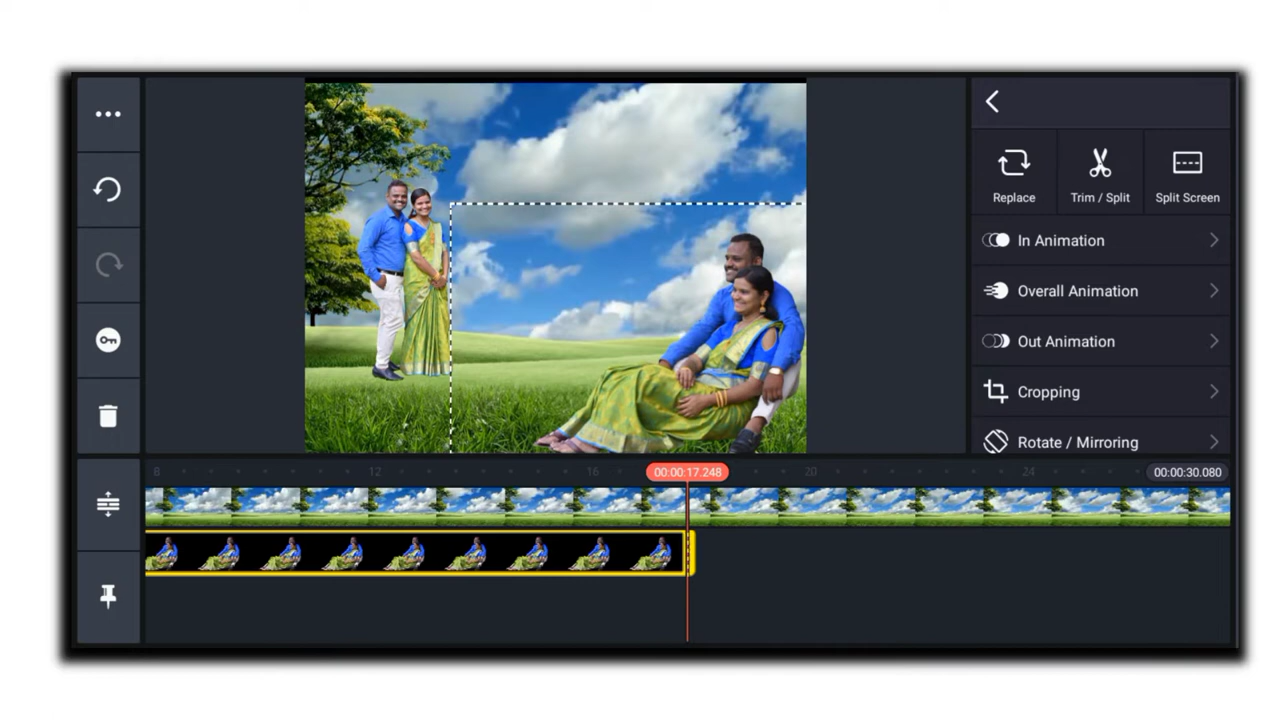 Replace
Trim / Split
Split Screen
In Animation
Overall Animation
Out Animation
Cropping
Rotate / Mirroring
8
12
16
00:00:17.248
20
24
00:00:30.080